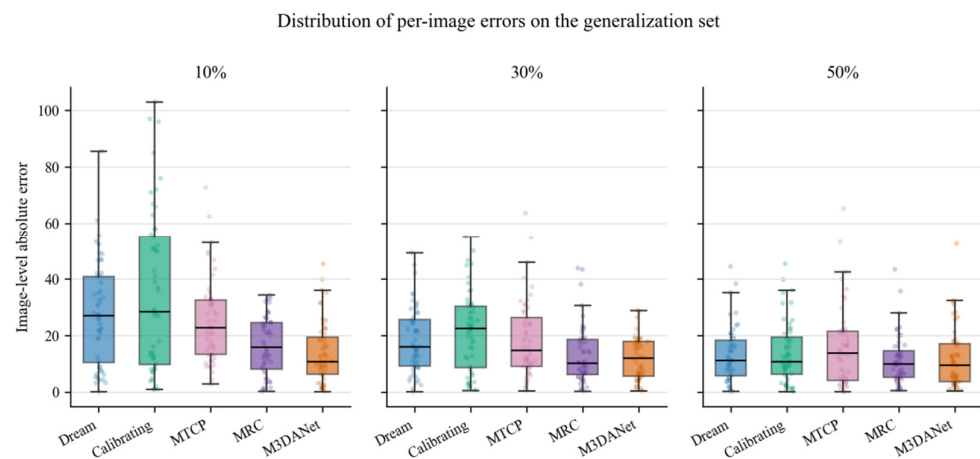 Distribution of per-image errors on the generalization set
10% 30% 50%
Image-level absolute error
100
80
60
40
20
0
Dream Calibrating MTCP MRC M3DANet Dream Calibrating MTCP MRC M3DANet Dream Calibrating MTCP MRC M3DANet